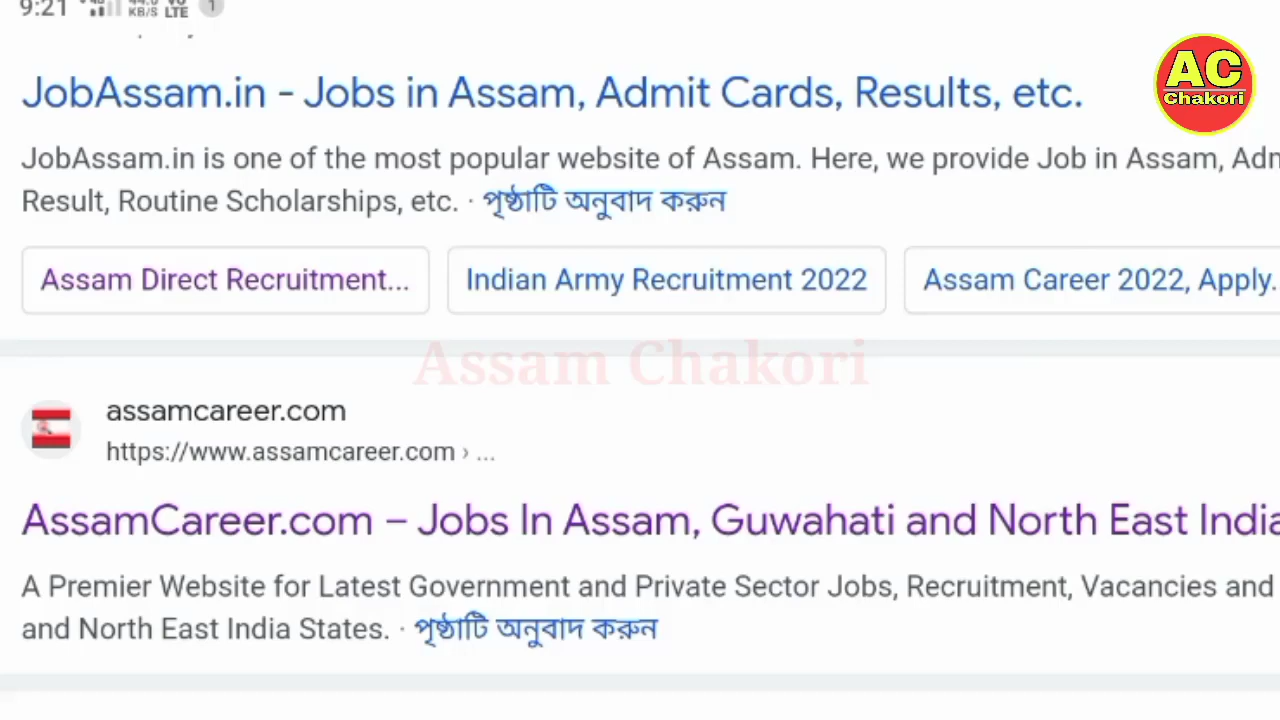 9:21
KB/S LTE 1
AC
Chakori
JobAssam.in - Jobs in Assam, Admit Cards, Results, etc.
JobAssam.in is one of the most popular website of Assam. Here, we provide Job in Assam,
Result, Routine Scholarships, etc. · পৃষ্ঠাটি অনুবাদ করুন
Assam Direct Recruitment...
Indian Army Recruitment 2022
Assam Career 2022, Apply.
Assam Chakori
assamcareer.com
https://www.assamcareer.com › ...
AssamCareer.com – Jobs In Assam, Guwahati and North East India
A Premier Website for Latest Government and Private Sector Jobs, Recruitment, Vacancies and
and North East India States. · পৃষ্ঠাটি অনুবাদ করুন